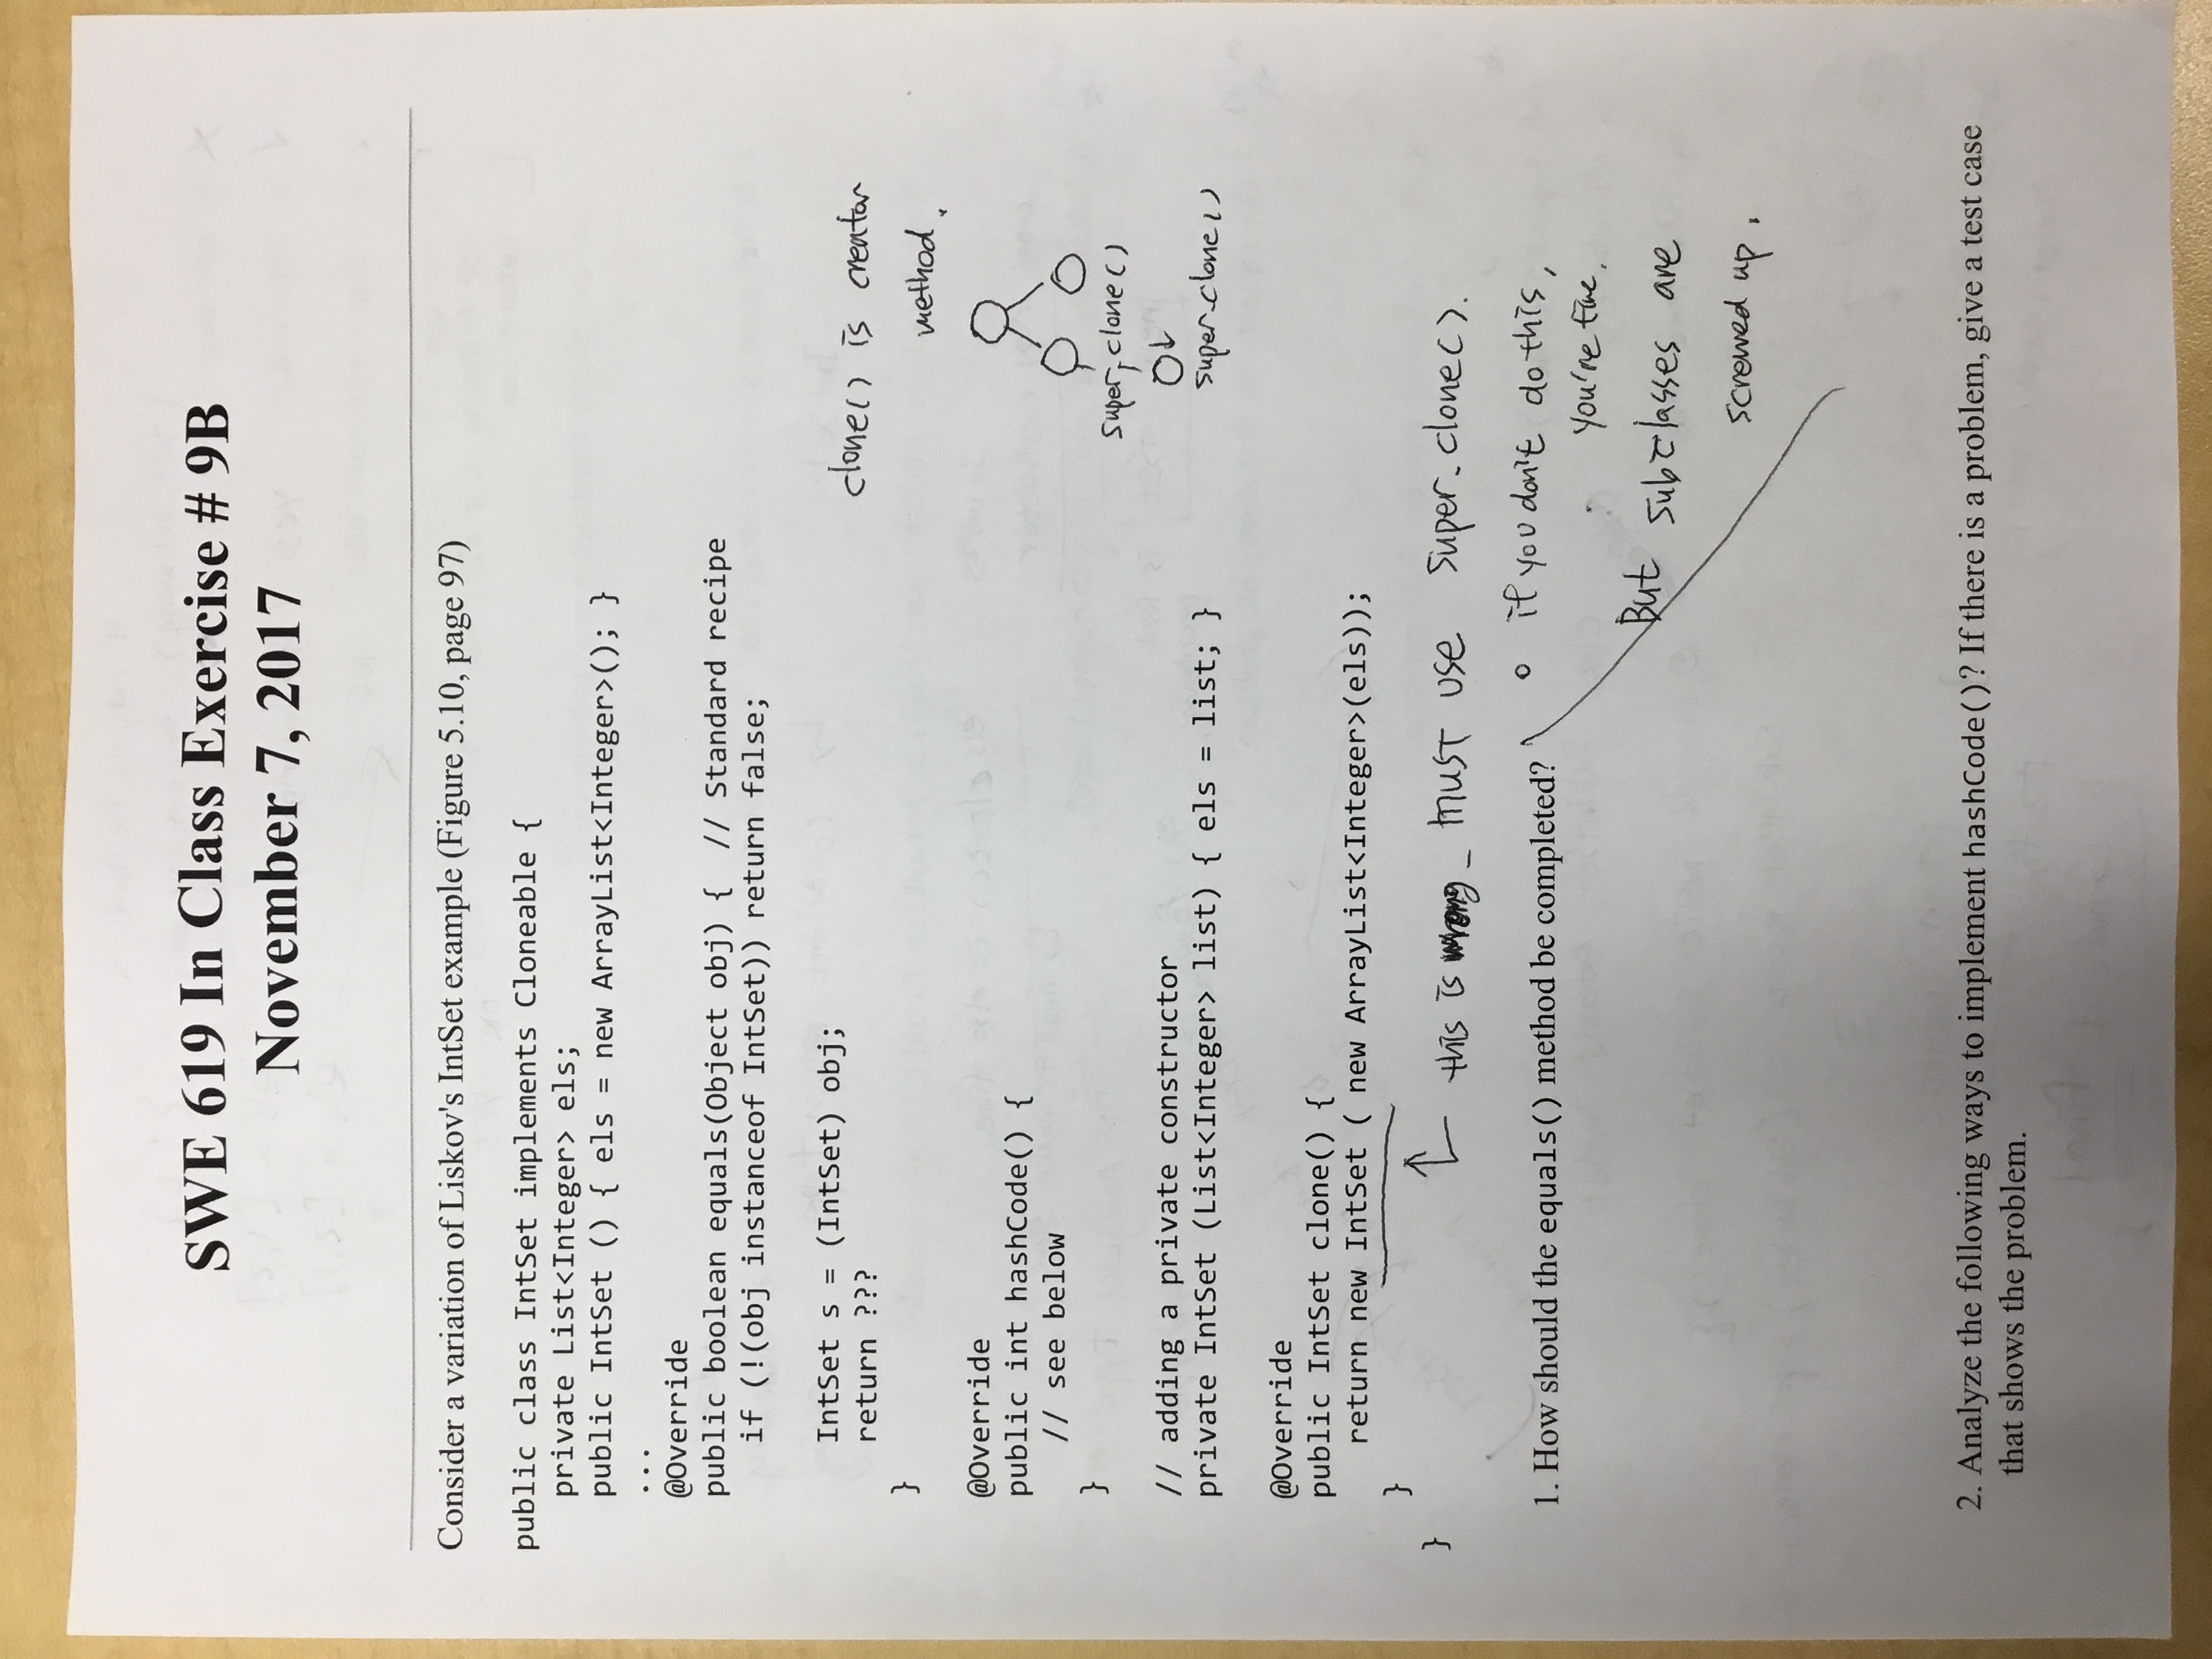 SWE 619 In Class Exercise # 9B
November 7, 2017
Consider a variation of Liskov's IntSet example (Figure 5.10, page 97)
public class IntSet implements Cloneable {
private List<Integer> els;
public IntSet () { els = new ArrayList<Integer>(); }
...
@Override
public boolean equals(Object obj) {  // Standard recipe
if (!(obj instanceof IntSet)) return false;
IntSet s = (IntSet) obj;
return ???
}
clone() is creator
method.
@Override
public int hashCode() {
// see below
}
super.clone()
// adding a private constructor
private IntSet (List<Integer> list) { els = list; }
super.clone()
@Override
public IntSet clone() {
return new IntSet ( new ArrayList<Integer>(els));
}
}
this is wrong. must use super.clone().
if you don't do this,
you're fine.
But subclasses are
screwed up.
1. How should the equals() method be completed?
2. Analyze the following ways to implement hashCode()? If there is a problem, give a test case
that shows the problem.